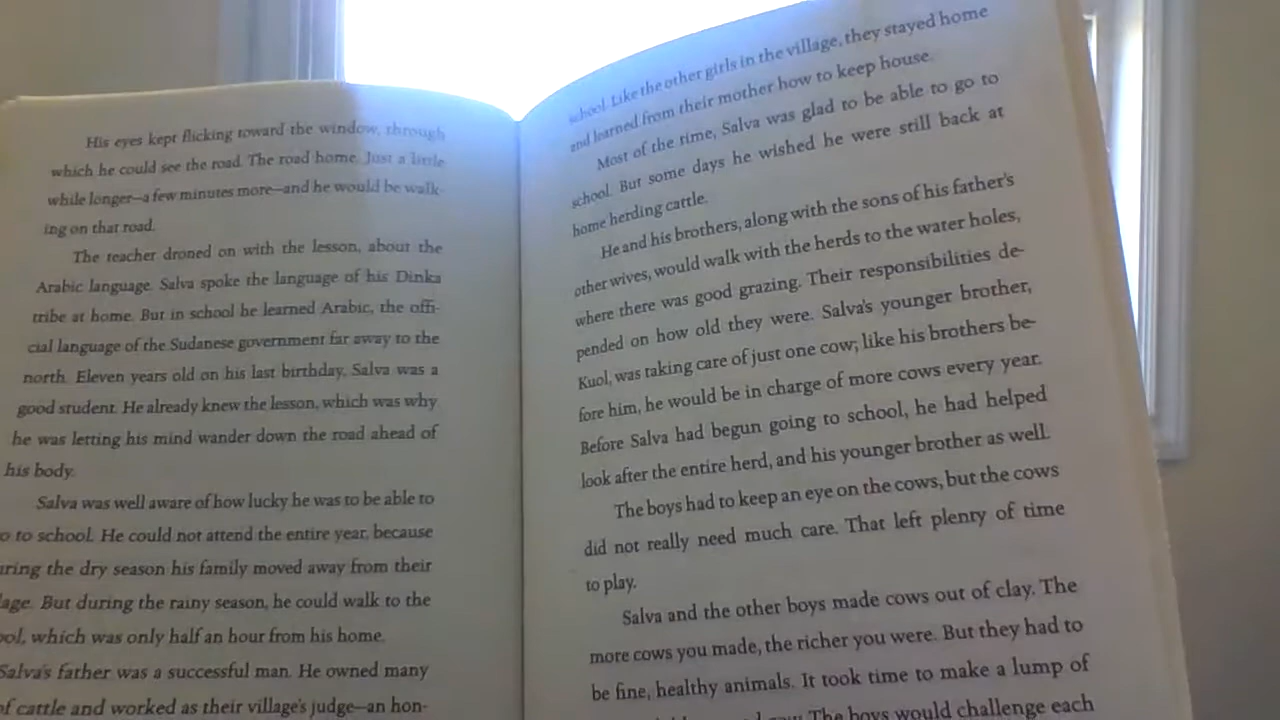 His eyes kept flicking toward the window, through
which he could see the road. The road home. Just a little
while longer—a few minutes more—and he would be walk-
ing on that road.
The teacher droned on with the lesson, about the
Arabic language. Salva spoke the language of his Dinka
tribe at home. But in school he learned Arabic, the offi-
cial language of the Sudanese government far away to the
north. Eleven years old on his last birthday, Salva was a
good student. He already knew the lesson, which was why
he was letting his mind wander down the road ahead of
his body.
Salva was well aware of how lucky he was to be able to
to school. He could not attend the entire year, because
the dry season his family moved away from their
But during the rainy season, he could walk to the
which was only half an hour from his home.
Salva's father was a successful man. He owned many
of cattle and worked as their village's judge—an hon-
school. Like the other girls in the village, they stayed home
and learned from their mother how to keep house.
Most of the time, Salva was glad to be able to go to
school. But some days he wished he were still back at
home herding cattle.
He and his brothers, along with the sons of his father's
other wives, would walk with the herds to the water holes,
where there was good grazing. Their responsibilities de-
pended on how old they were. Salva's younger brother,
Kuol, was taking care of just one cow; like his brothers be-
fore him, he would be in charge of more cows every year.
Before Salva had begun going to school, he had helped
look after the entire herd, and his younger brother as well.
The boys had to keep an eye on the cows, but the cows
did not really need much care. That left plenty of time
to play.
Salva and the other boys made cows out of clay. The
more cows you made, the richer you were. But they had to
be fine, healthy animals. It took time to make a lump of
The boys would challenge each